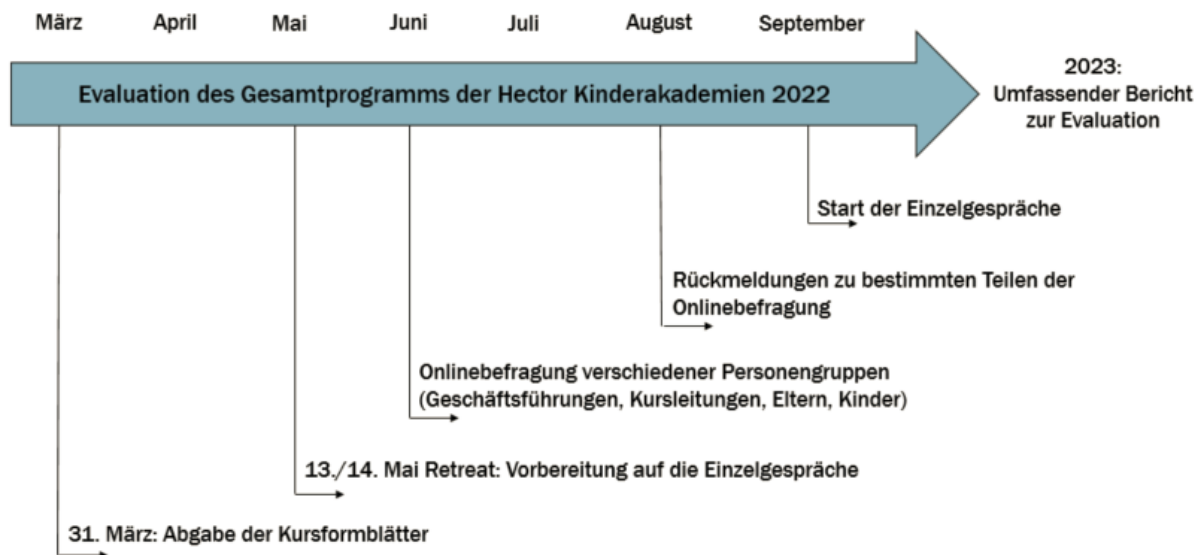 März April Mai Juni Juli August September
Evaluation des Gesamtprogramms der Hector Kinderakademien 2022
2023:
Umfassender Bericht
zur Evaluation
Start der Einzelgespräche
Rückmeldungen zu bestimmten Teilen der
Onlinebefragung
Onlinebefragung verschiedener Personengruppen
(Geschäftsführungen, Kursleitungen, Eltern, Kinder)
13./14. Mai Retreat: Vorbereitung auf die Einzelgespräche
31. März: Abgabe der Kursformblätter